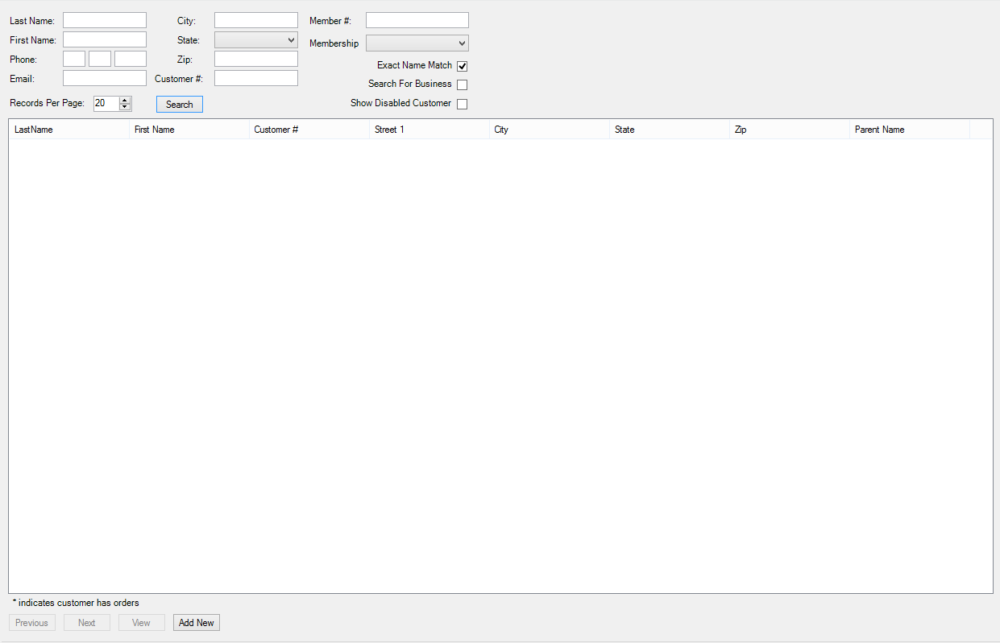 Last Name: City: Member #:
First Name: State: Membership
Phone: Zip: Exact Name Match
Email: Customer #: Search For Business
Records Per Page: 20 Search Show Disabled Customer
LastName First Name Customer # Street 1 City State Zip Parent Name
* indicates customer has orders
Previous Next View Add New